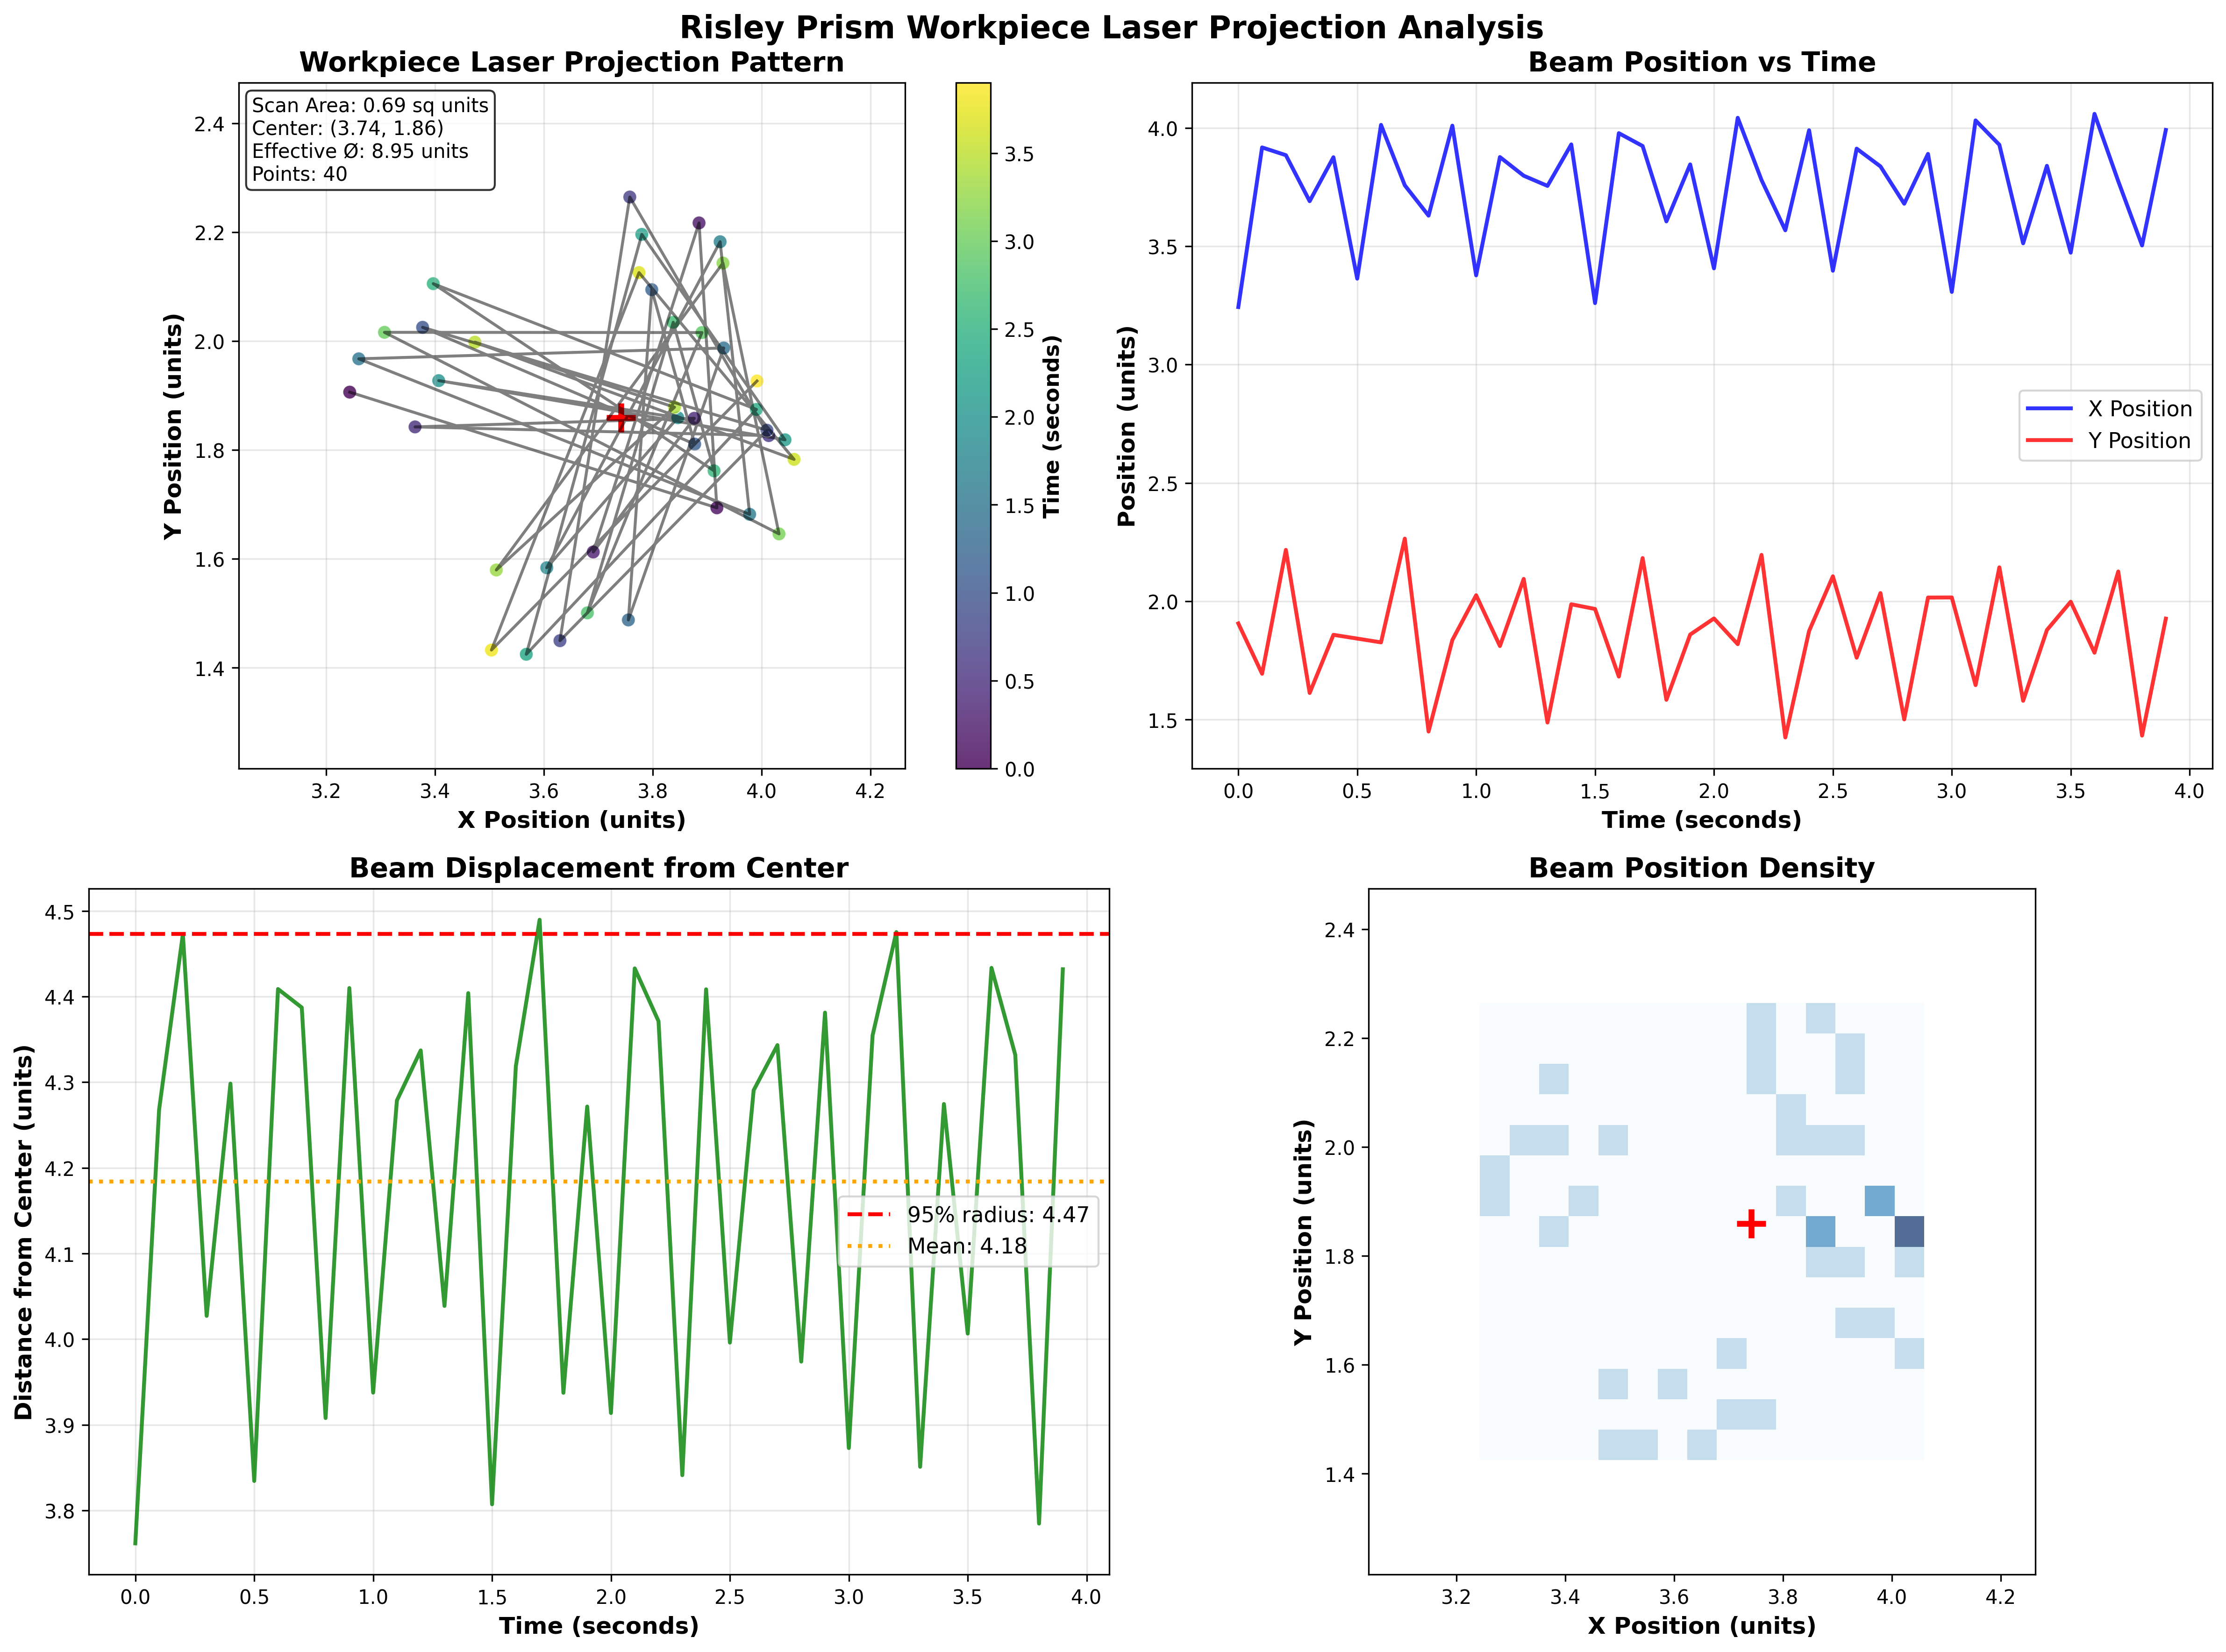 Risley Prism Workpiece Laser Projection Analysis
Workpiece Laser Projection Pattern
Scan Area: 0.69 sq units
Center: (3.74, 1.86)
Effective Ø: 8.95 units
Points: 40
Y Position (units)
2.4
2.2
2.0
1.8
1.6
1.4
3.2 3.4 3.6 3.8 4.0 4.2
X Position (units)
3.5
3.0
2.5
2.0
1.5
1.0
0.5
0.0
Time (seconds)
Beam Position vs Time
Position (units)
4.0
3.5
3.0
2.5
2.0
1.5
X Position
Y Position
0.0 0.5 1.0 1.5 2.0 2.5 3.0 3.5 4.0
Time (seconds)
Beam Displacement from Center
Distance from Center (units)
4.5
4.4
4.3
4.2
4.1
4.0
3.9
3.8
95% radius: 4.47
Mean: 4.18
0.0 0.5 1.0 1.5 2.0 2.5 3.0 3.5 4.0
Time (seconds)
Beam Position Density
Y Position (units)
2.4
2.2
2.0
1.8
1.6
1.4
3.2 3.4 3.6 3.8 4.0 4.2
X Position (units)